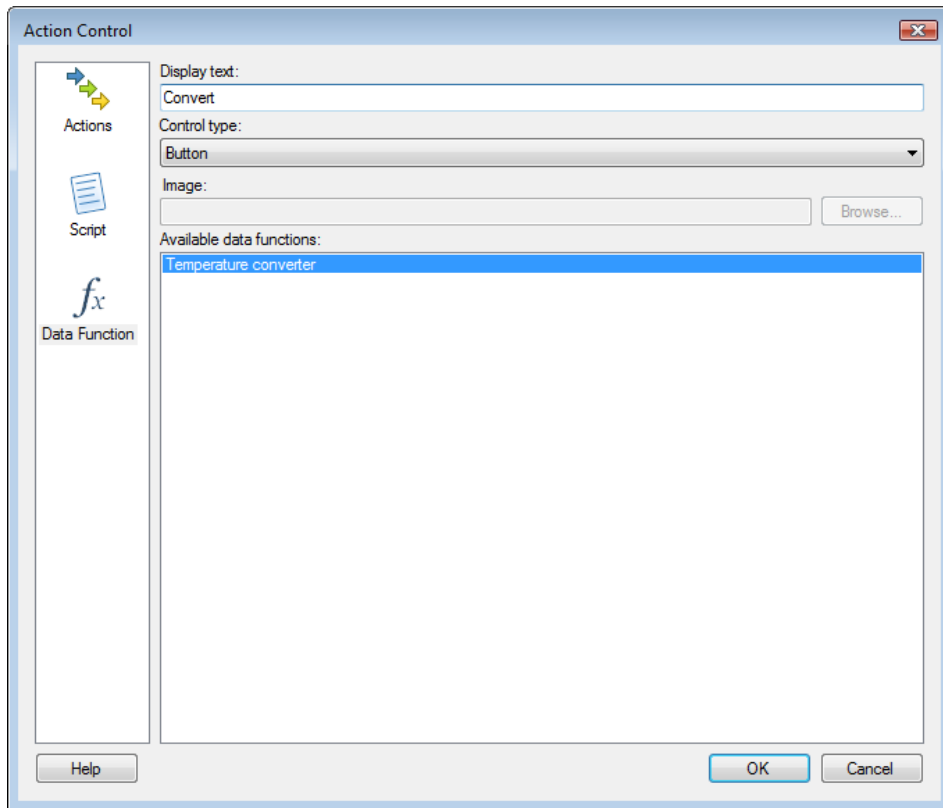 Action Control
Actions
Script
fx
Data Function
Display text:
Convert
Control type:
Button
Image:
Browse...
Available data functions:
Temperature converter
Help
OK
Cancel